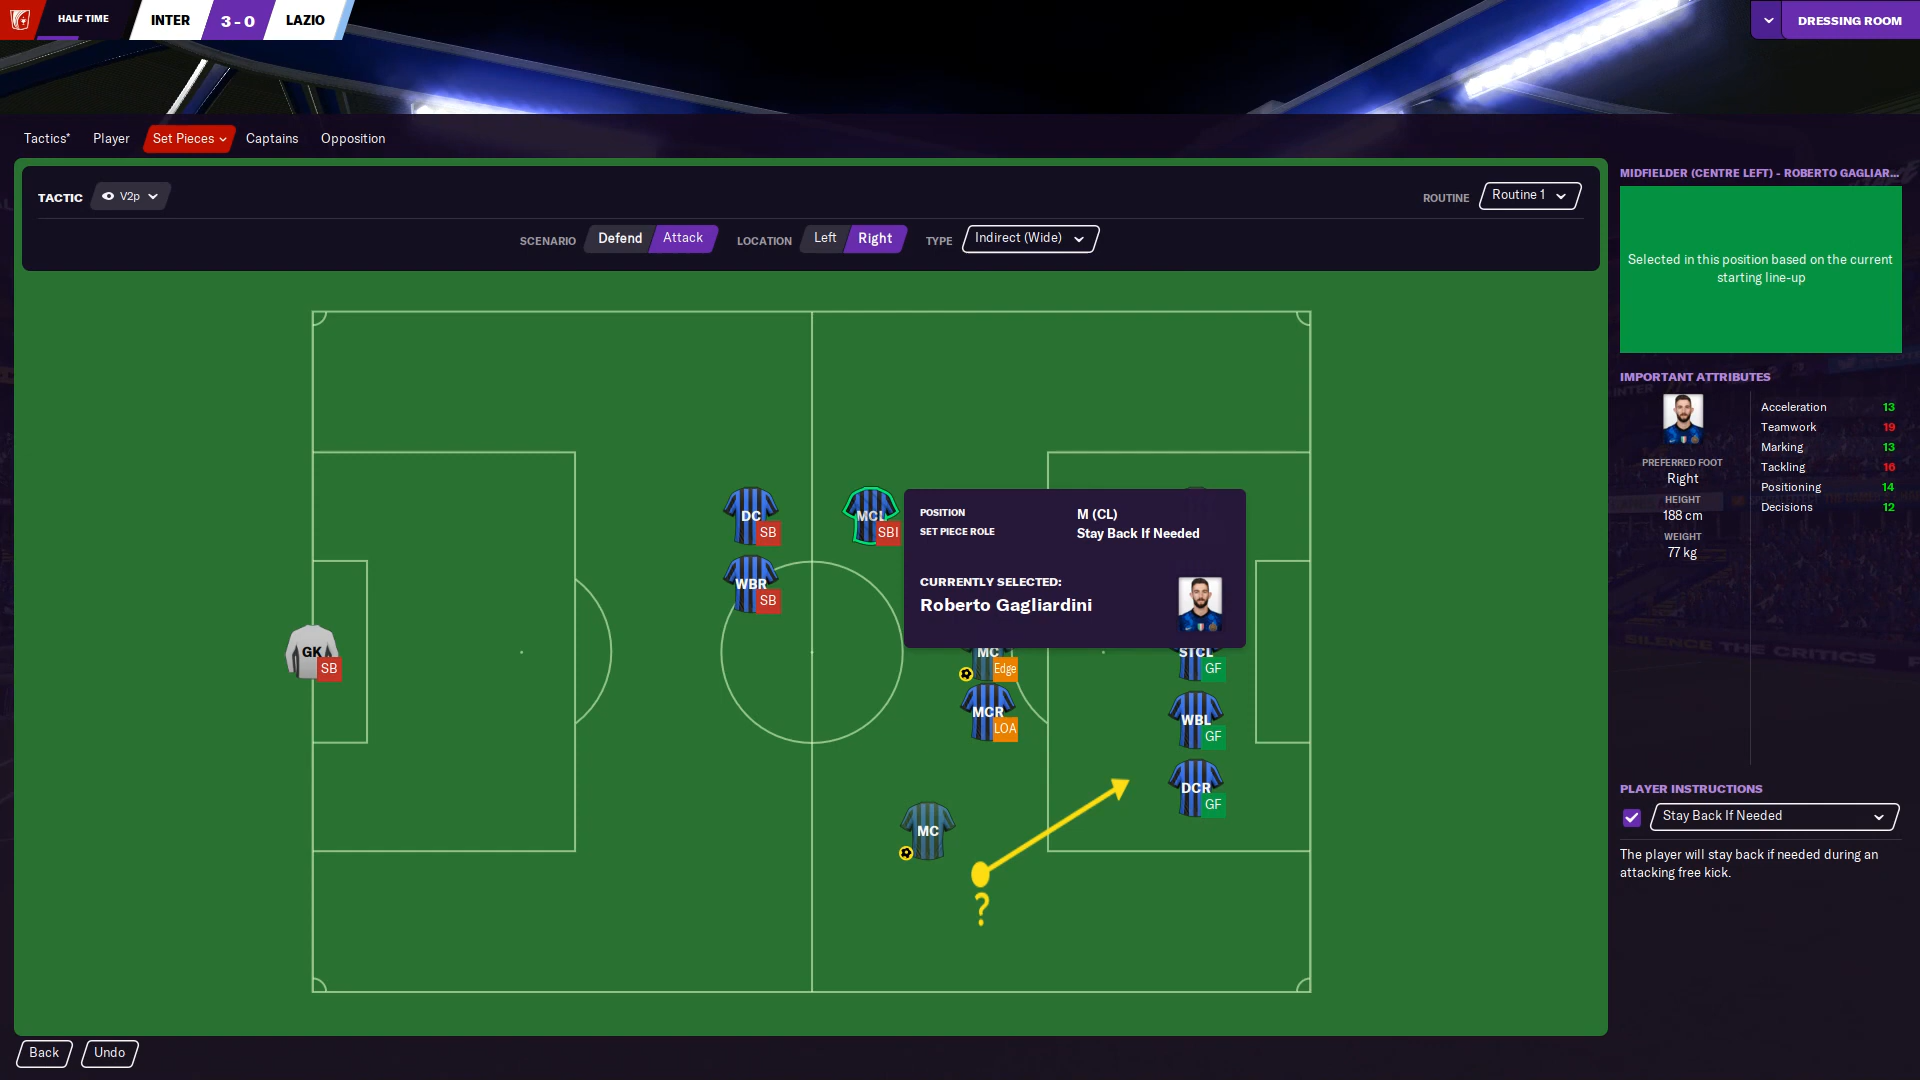 HALF TIME
INTER
3 - 0
LAZIO
DRESSING ROOM
Tactics*
Player
Set Pieces
Captains
Opposition
TACTIC
V2p
ROUTINE
Routine 1
SCENARIO
Defend
Attack
LOCATION
Left
Right
TYPE
Indirect (Wide)
DC
SB
MCL
SBI
WBR
SB
GK
SB
POSITION
M (CL)
SET PIECE ROLE
Stay Back If Needed
CURRENTLY SELECTED:
Roberto Gagliardini
MC
Edge
STCL
GF
MCR
LOA
WBL
GF
DCR
GF
MC
?
Back
Undo
MIDFIELDER (CENTRE LEFT) - ROBERTO GAGLIAR...
Selected in this position based on the current
starting line-up
IMPORTANT ATTRIBUTES
PREFERRED FOOT
Right
HEIGHT
188 cm
WEIGHT
77 kg
Acceleration 13
Teamwork 19
Marking 13
Tackling 16
Positioning 14
Decisions 12
SILENCE THE CRITICS
PLAYER INSTRUCTIONS
Stay Back If Needed
The player will stay back if needed during an
attacking free kick.